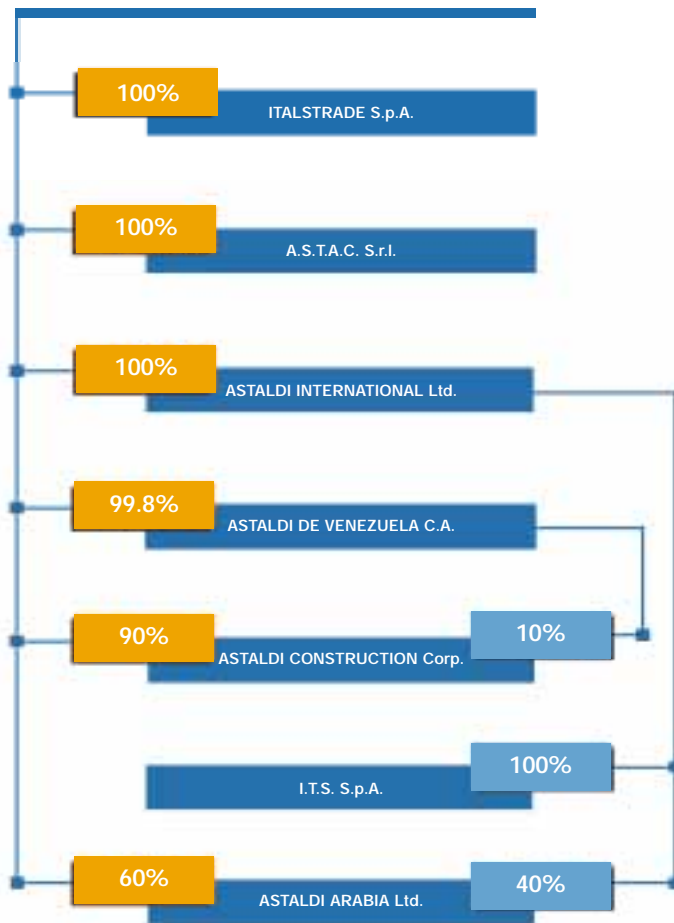 100%
ITALSTRADE S.p.A.
100%
A.S.T.A.C. S.r.l.
100%
ASTALDI INTERNATIONAL Ltd.
99.8%
ASTALDI DE VENEZUELA C.A.
90%
10%
ASTALDI CONSTRUCTION Corp.
100%
I.T.S. S.p.A.
60%
40%
ASTALDI ARABIA Ltd.